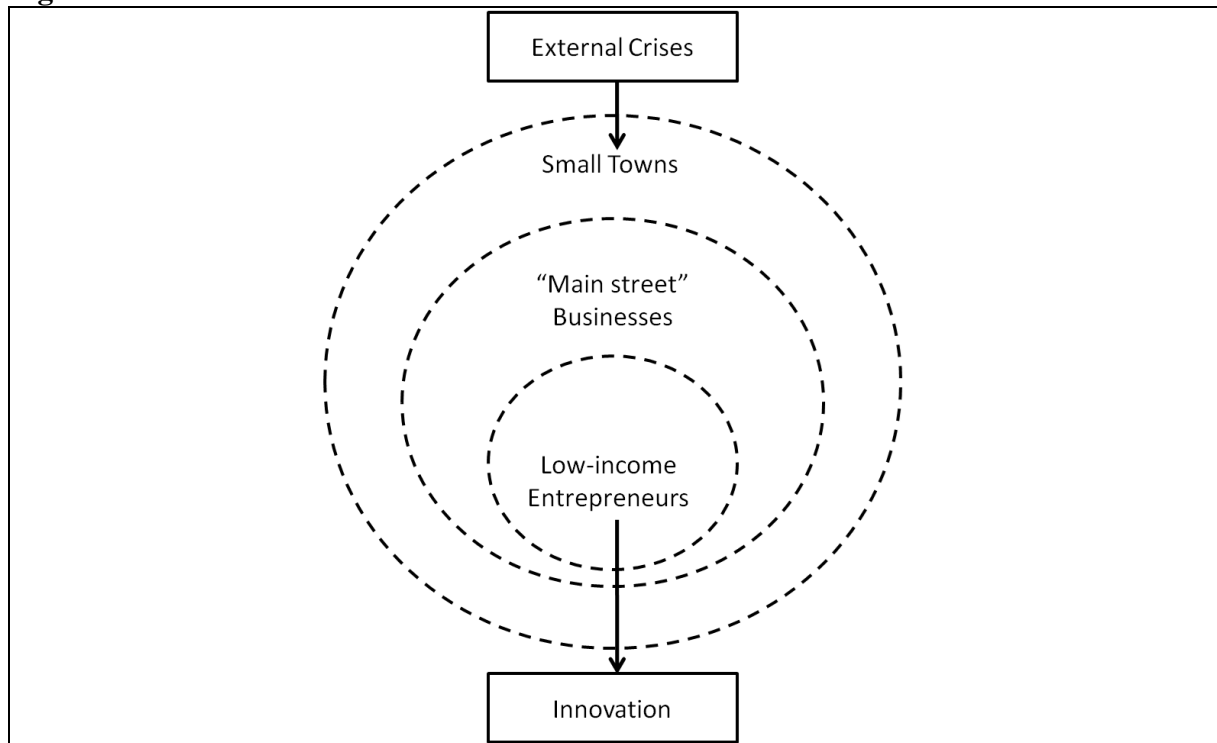 External Crises
Small Towns
“Main street”
Businesses
Low-income
Entrepreneurs
Innovation